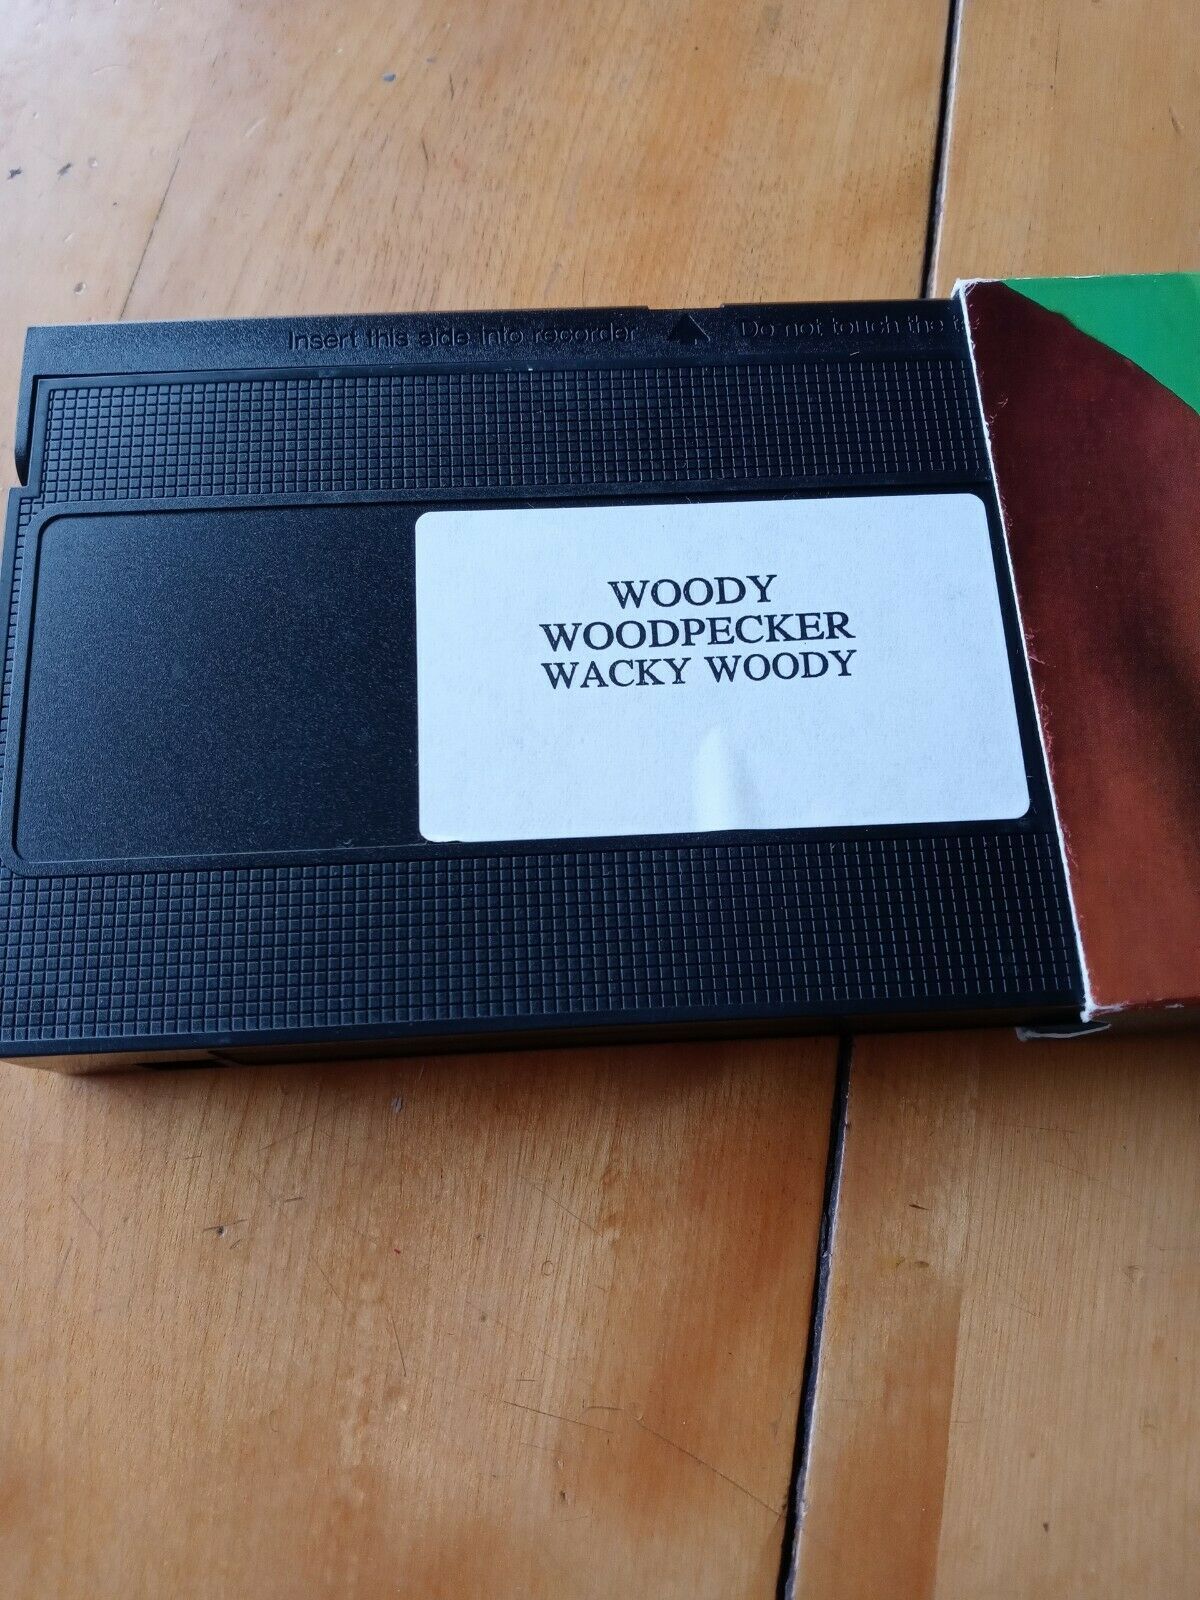 Insert this side into recorder Do not touch the
WOODY
WOODPECKER
WACKY WOODY